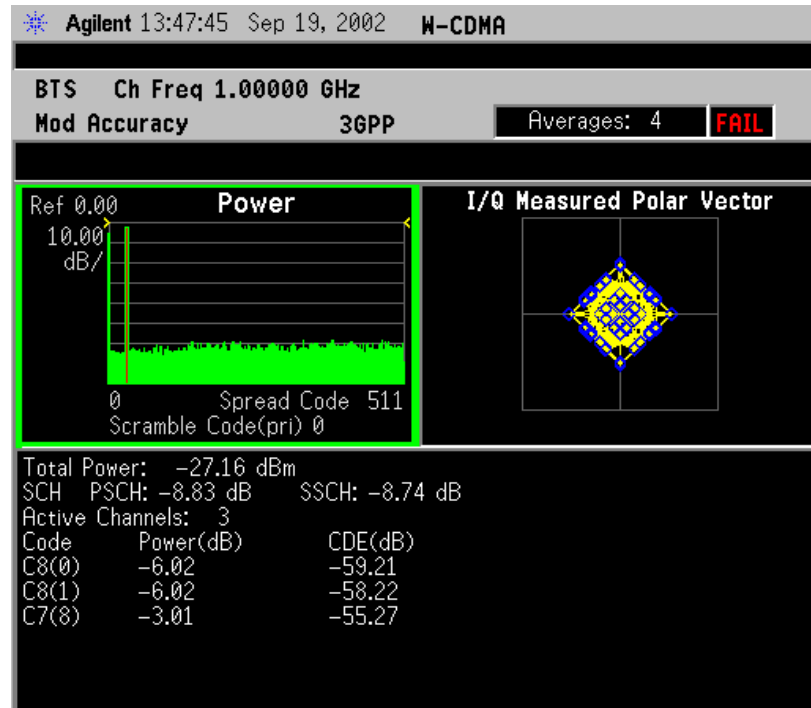 Agilent 13:47:45 Sep 19, 2002 W-CDMA
BTS Ch Freq 1.00000 GHz
Mod Accuracy 3GPP Averages: 4 FAIL
Ref 0.00 Power
10.00
dB/
0 Spread Code 511
Scramble Code(pri) 0
I/Q Measured Polar Vector
Total Power: -27.16 dBm
SCH PSCH: -8.83 dB SSCH: -8.74 dB
Active Channels: 3
Code Power(dB) CDE(dB)
C8(0) -6.02 -59.21
C8(1) -6.02 -58.22
C7(8) -3.01 -55.27